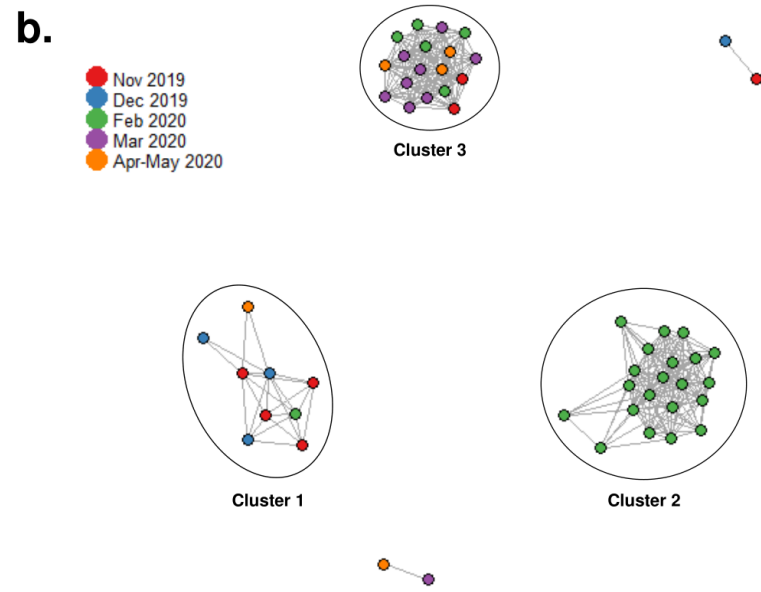 b.
Nov 2019
Dec 2019
Feb 2020
Mar 2020
Apr-May 2020
Cluster 3
Cluster 1
Cluster 2